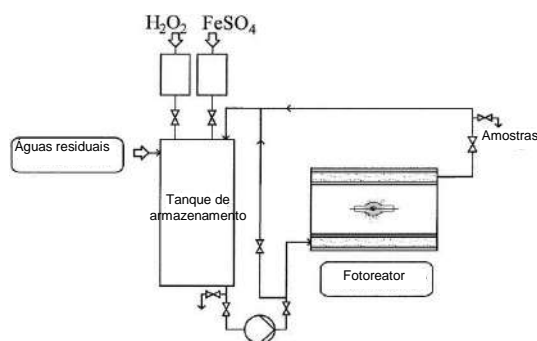 H₂O₂ FeSO₄
Águas residuais
Amostras
Tanque de
armazenamento
Fotoreator